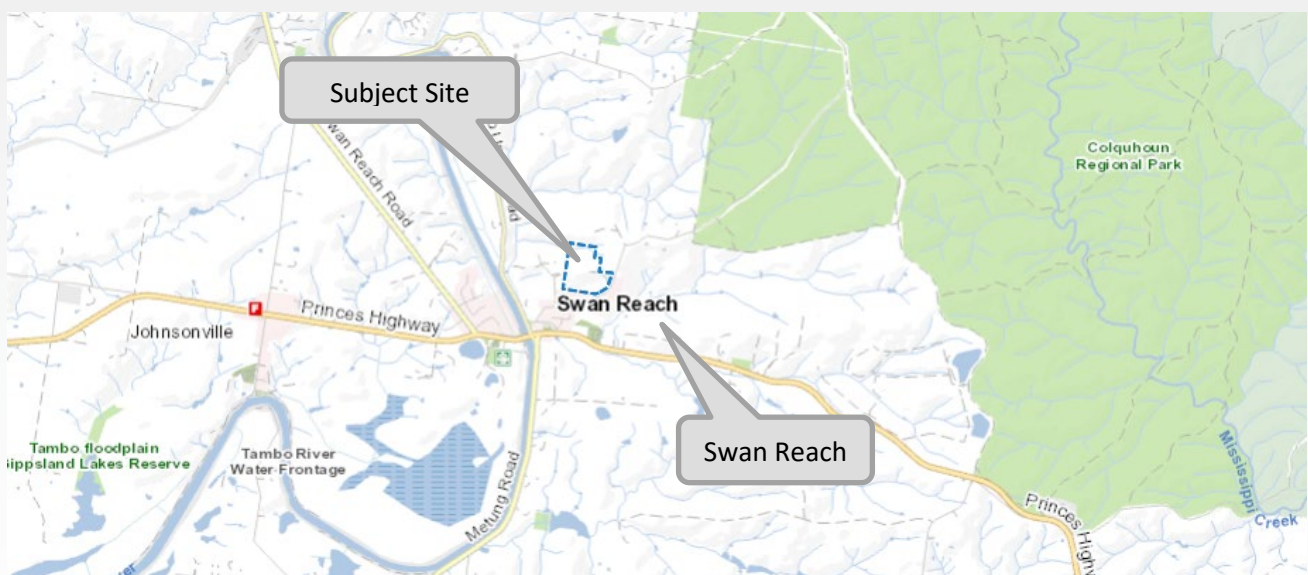 Subject Site
Swan Reach Road
Colquhoun
Regional Park
Swan Reach
Princes Highway
Johnsonville
Swan Reach
Tambo floodplain
Gippsland Lakes Reserve
Tambo River
Water Frontage
Metung Road
Mississippi
Creek
Princes High